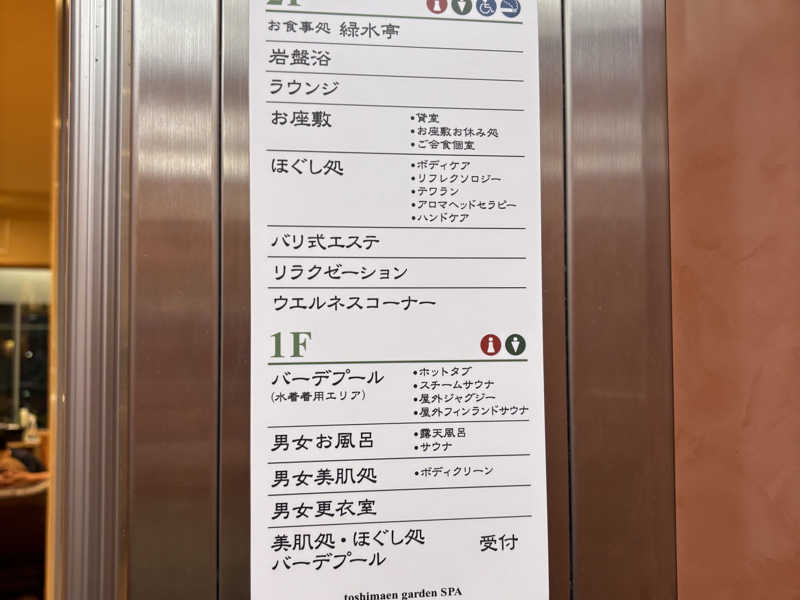 2F
お食事処 緑水亭
岩盤浴
ラウンジ
お座敷
•貸室
•お座敷お休み処
•ご会食個室
ほぐし処
•ボディケア
•リフレクソロジー
•テワラン
•アロマヘッドセラピー
•ハンドケア
バリ式エステ
リラクゼーション
ウエルネスコーナー
1F
バーデプール
(水着着用エリア)
•ホットタブ
•スチームサウナ
•屋外ジャグジー
•屋外フィンランドサウナ
男女お風呂
•露天風呂
•サウナ
男女美肌処
•ボディクリーン
男女更衣室
美肌処・ほぐし処
バーデプール
受付
toshimaen garden SPA